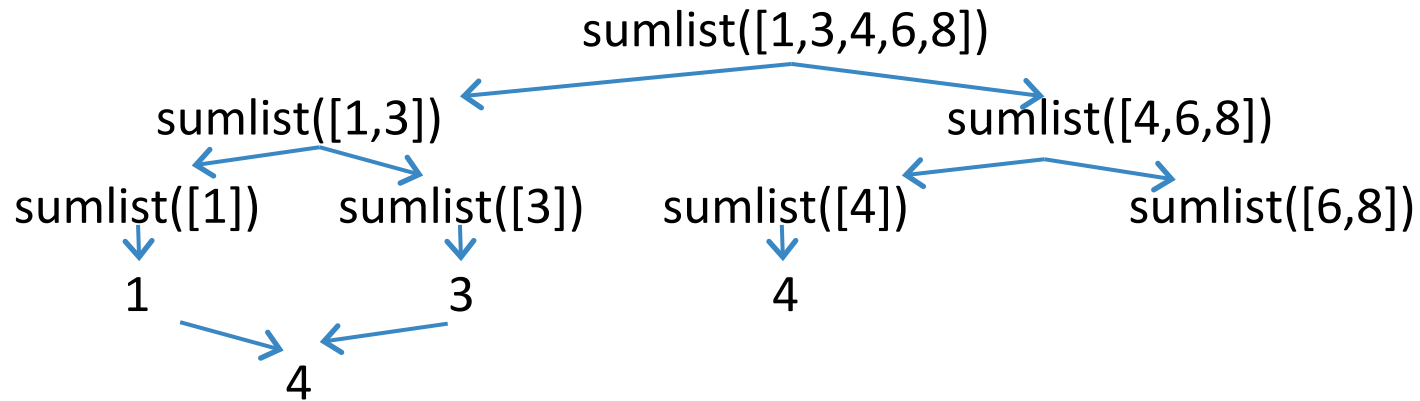 sumlist([1,3,4,6,8])
sumlist([1,3]) sumlist([4,6,8])
sumlist([1]) sumlist([3]) sumlist([4]) sumlist([6,8])
1 3 4
4